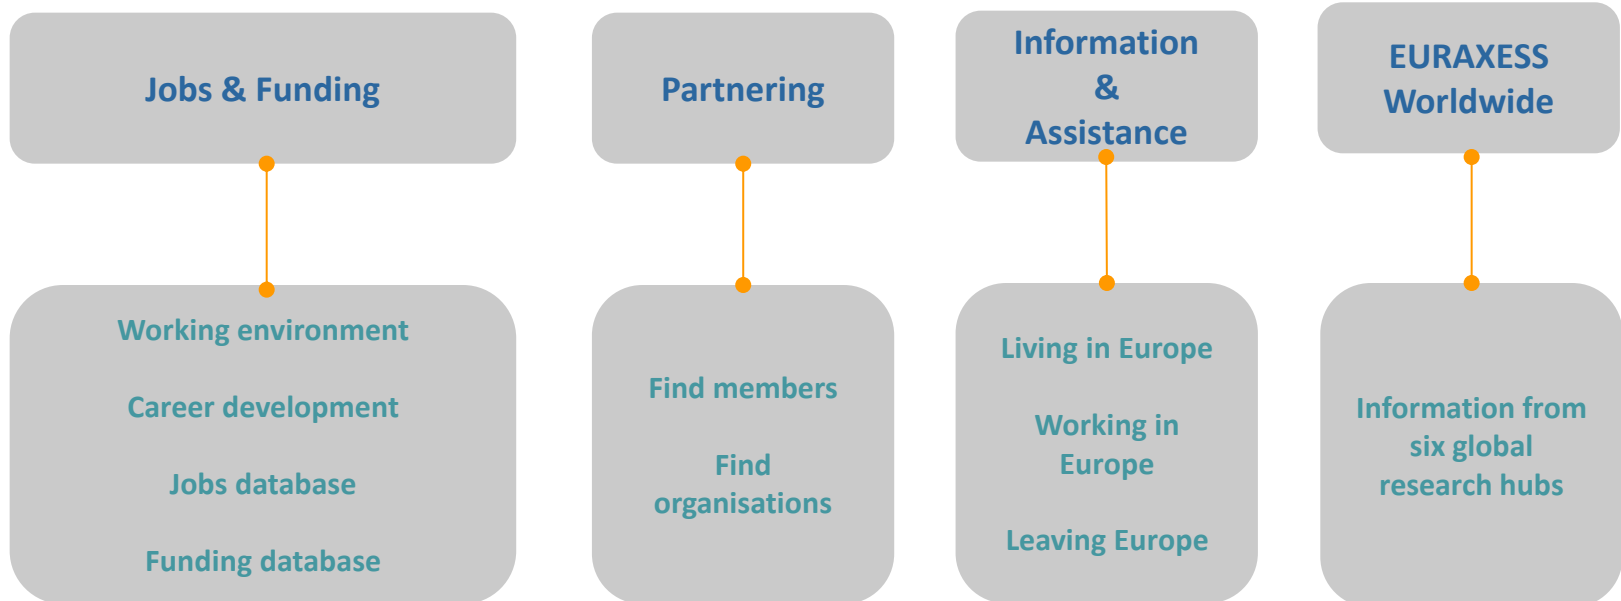 Jobs & Funding
Partnering
Information
&
Assistance
EURAXESS
Worldwide
Working environment
Career development
Jobs database
Funding database
Find members
Find
organisations
Living in Europe
Working in
Europe
Leaving Europe
Information from
six global
research hubs